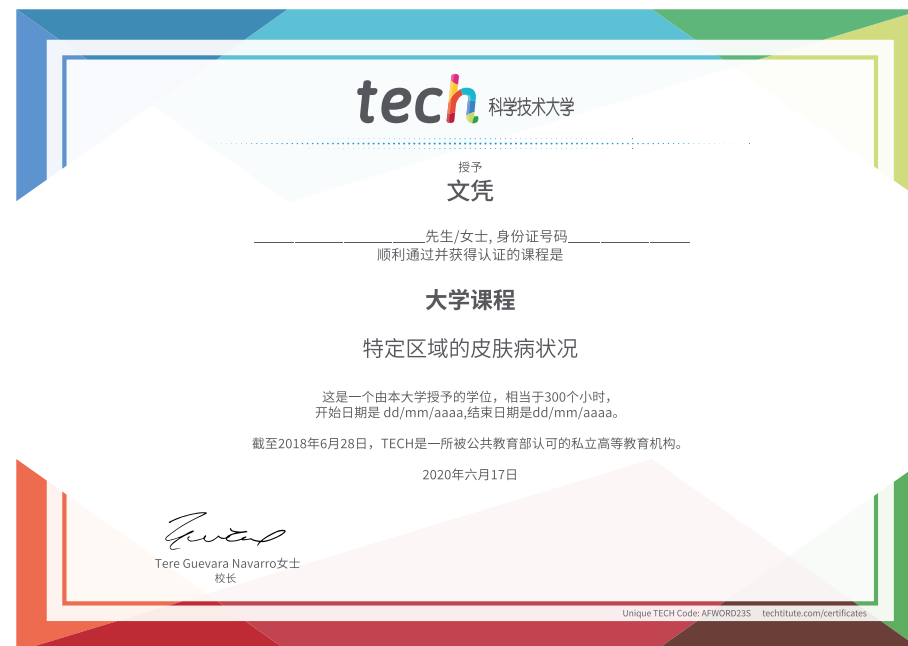 tech 科学技术大学
授予
文凭
先生/女士, 身份证号码
顺利通过并获得认证的课程是
大学课程
特定区域的皮肤病状况
这是一个由本大学授予的学位，相当于300个小时，
开始日期是 dd/mm/aaaa,结束日期是dd/mm/aaaa。
截至2018年6月28日，TECH是一所被公共教育部认可的私立高等教育机构。
2020年六月17日
Tere Guevara Navarro女士
校长
Unique TECH Code: AFWORD23S techtitute.com/certificates